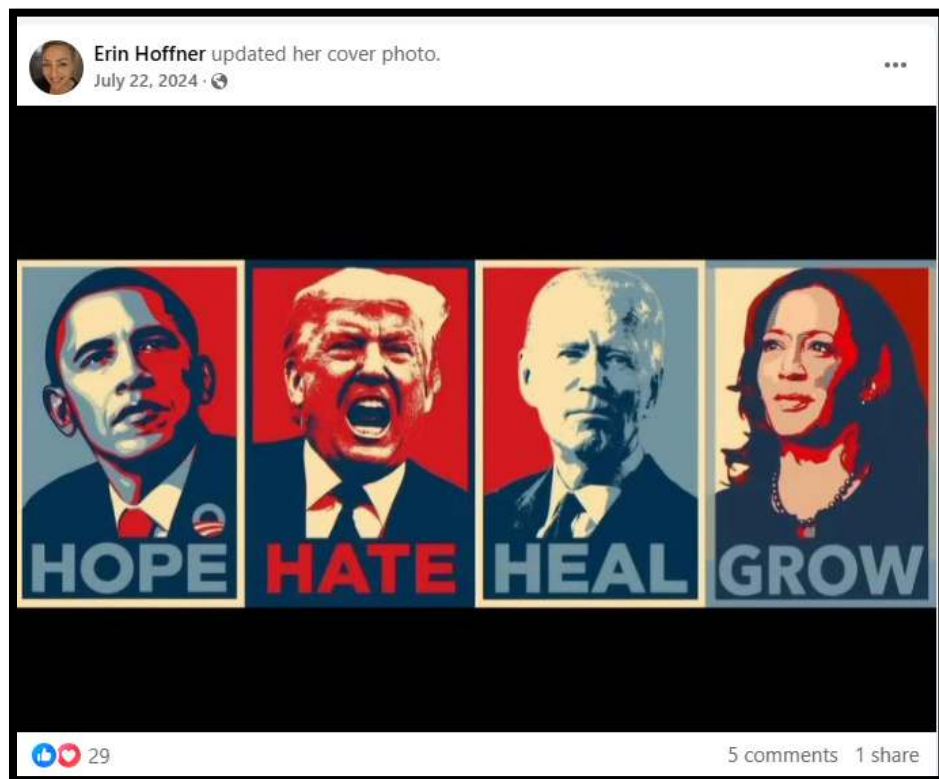 Erin Hoffner updated her cover photo.
July 22, 2024 ·
HOPE HATE HEAL GROW
29 5 comments 1 share